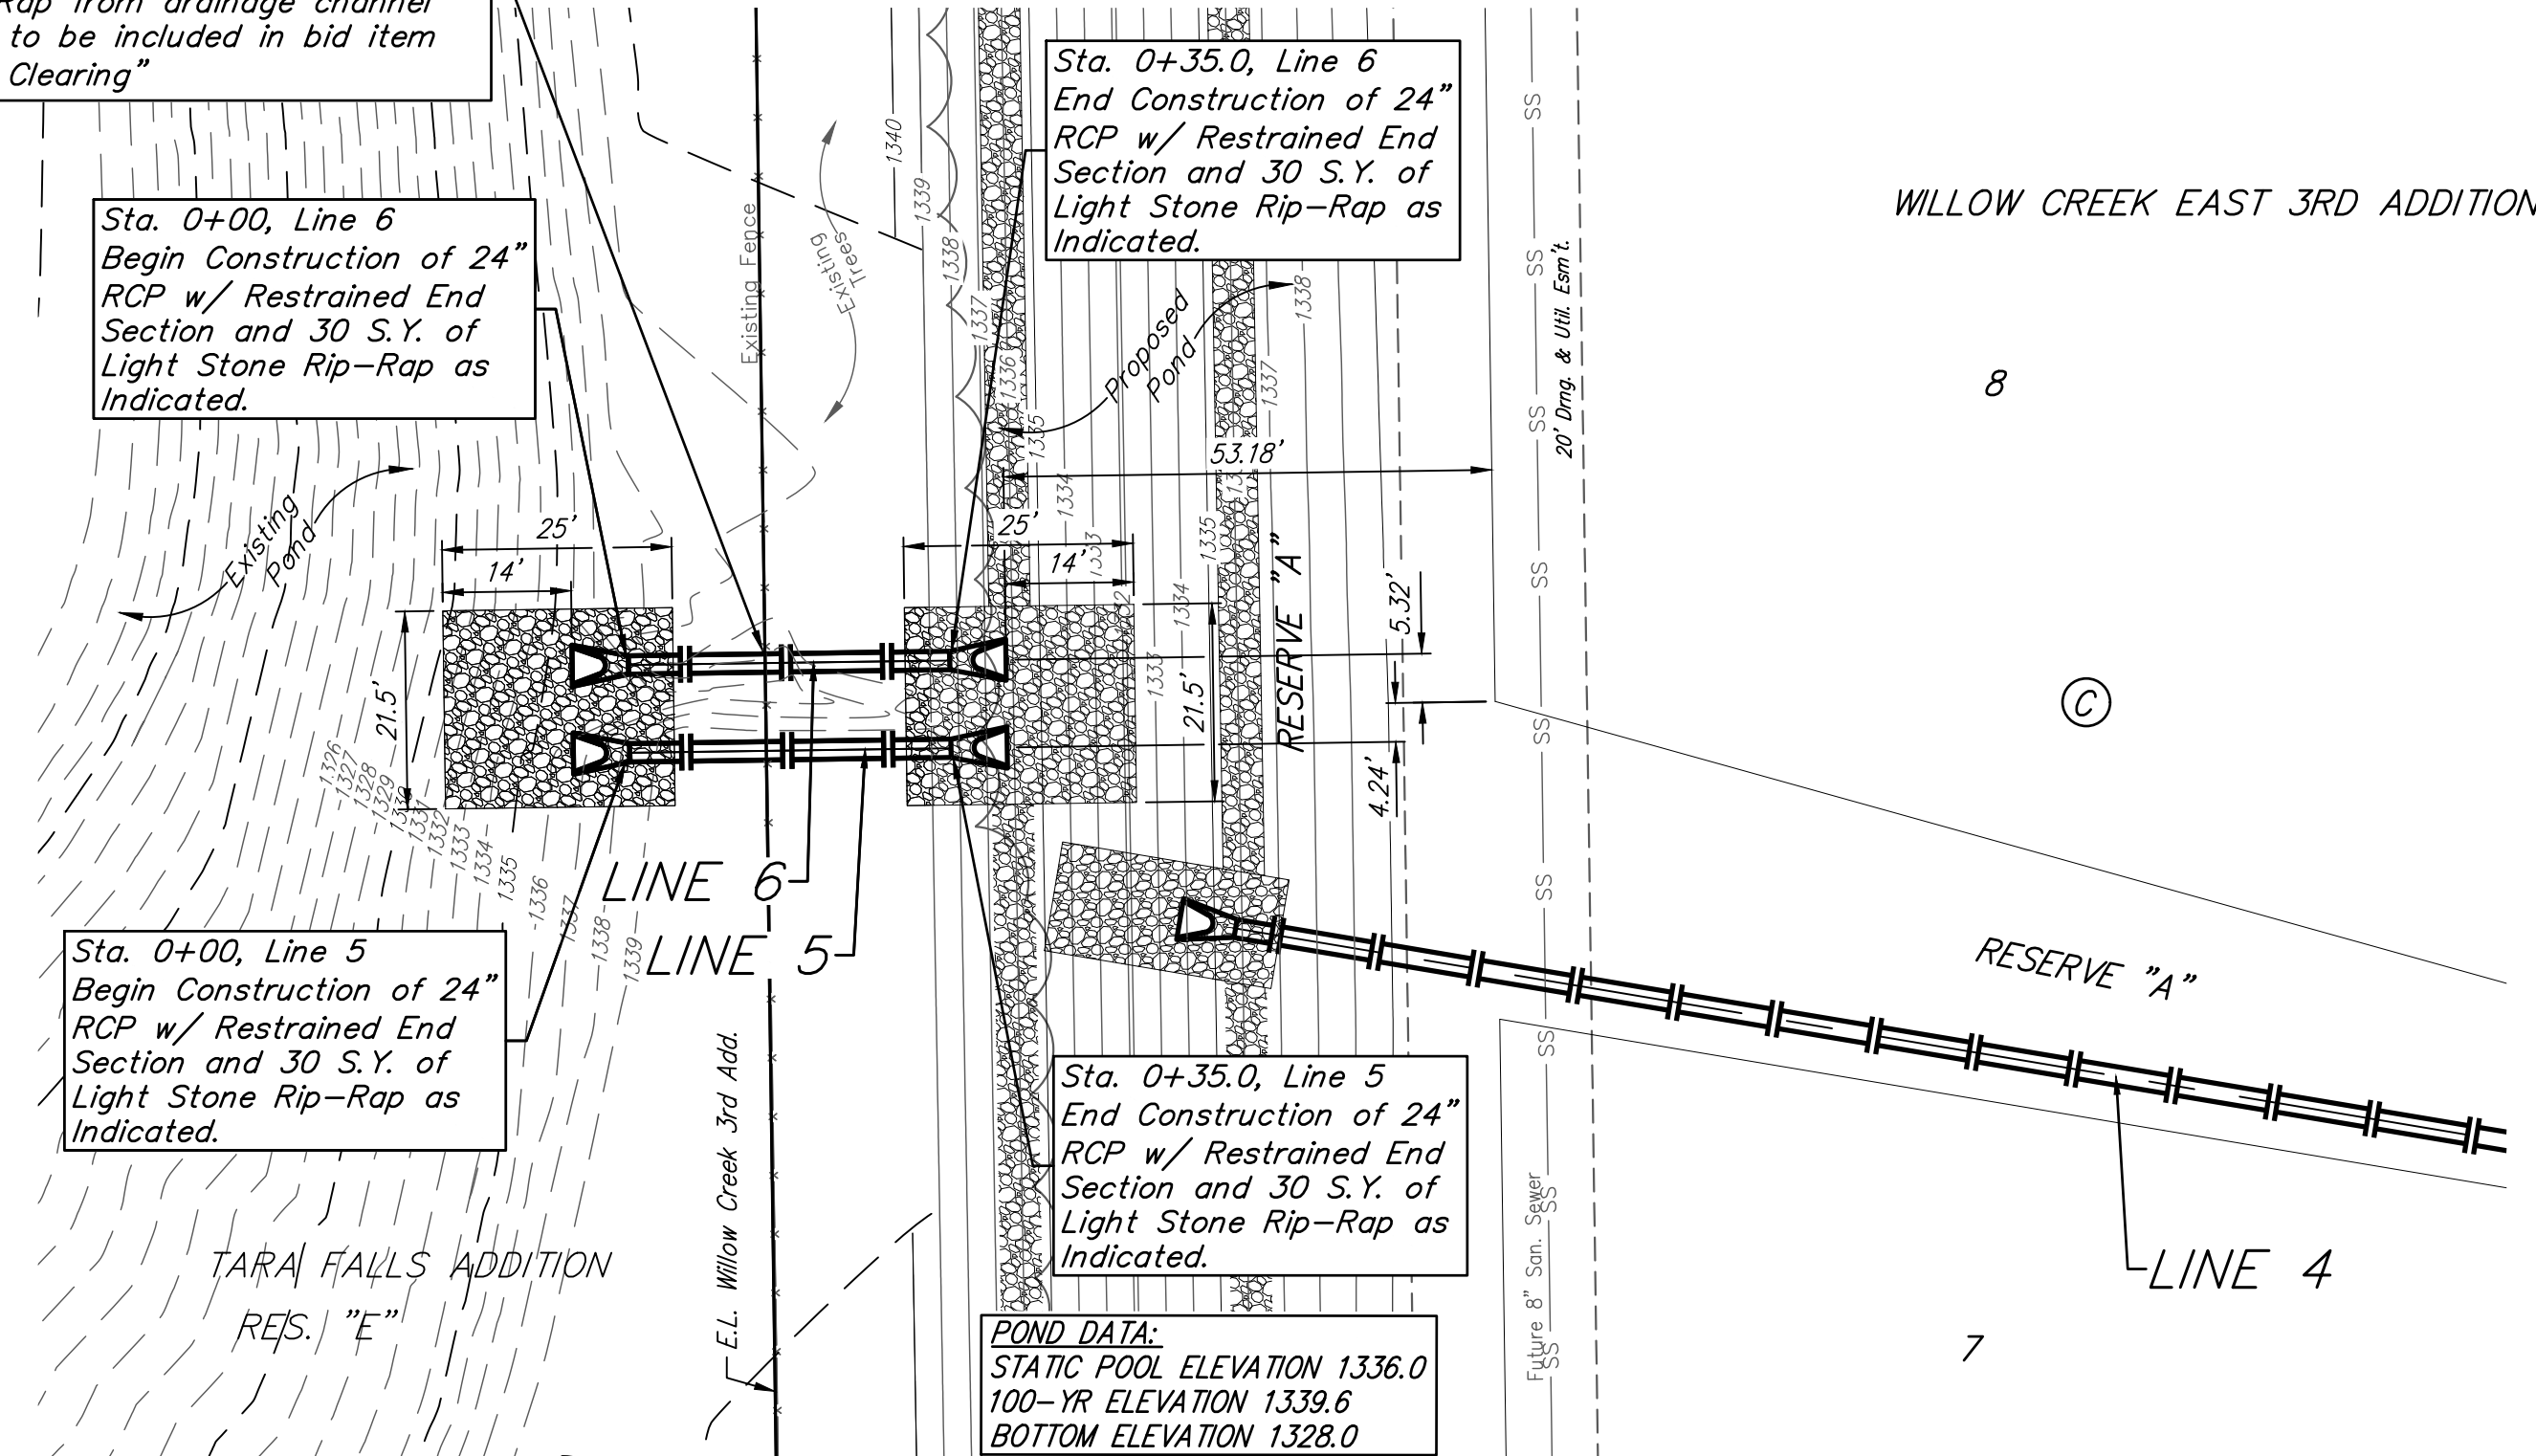 Rap from drainage channel
to be included in bid item
Clearing”
Sta. 0+00, Line 6
Begin Construction of 24”
RCP w/ Restrained End
Section and 30 S.Y. of
Light Stone Rip-Rap as
Indicated.
Sta. 0+35.0, Line 6
End Construction of 24”
RCP w/ Restrained End
Section and 30 S.Y. of
Light Stone Rip-Rap as
Indicated.
WILLOW CREEK EAST 3RD ADDITION
8
Existing Fence
Existing
Trees
1340
1339
1338
1337
1336
1335
1334
1333
Proposed
Pond
1338
1337
1335
1334
1333
53.18'
20' Drng. & Util. Esm't.
SS
SS
SS
SS
SS
SS
SS
SS
SS
Existing
Pond
25'
14'
25'
14'
21.5'
21.5'
RESERVE "A"
5.32'
4.24'
C
1326
1327
1328
1329
1331
1332
1333
1334
1335
1336
1337
1338
1339
LINE 6
LINE 5
Sta. 0+00, Line 5
Begin Construction of 24”
RCP w/ Restrained End
Section and 30 S.Y. of
Light Stone Rip-Rap as
Indicated.
RESERVE "A"
Sta. 0+35.0, Line 5
End Construction of 24”
RCP w/ Restrained End
Section and 30 S.Y. of
Light Stone Rip-Rap as
Indicated.
E.L. Willow Creek 3rd Add.
TARA FALLS ADDITION
RES. "E"
LINE 4
Future 8" San. Sewer
7
POND DATA:
STATIC POOL ELEVATION 1336.0
100-YR ELEVATION 1339.6
BOTTOM ELEVATION 1328.0